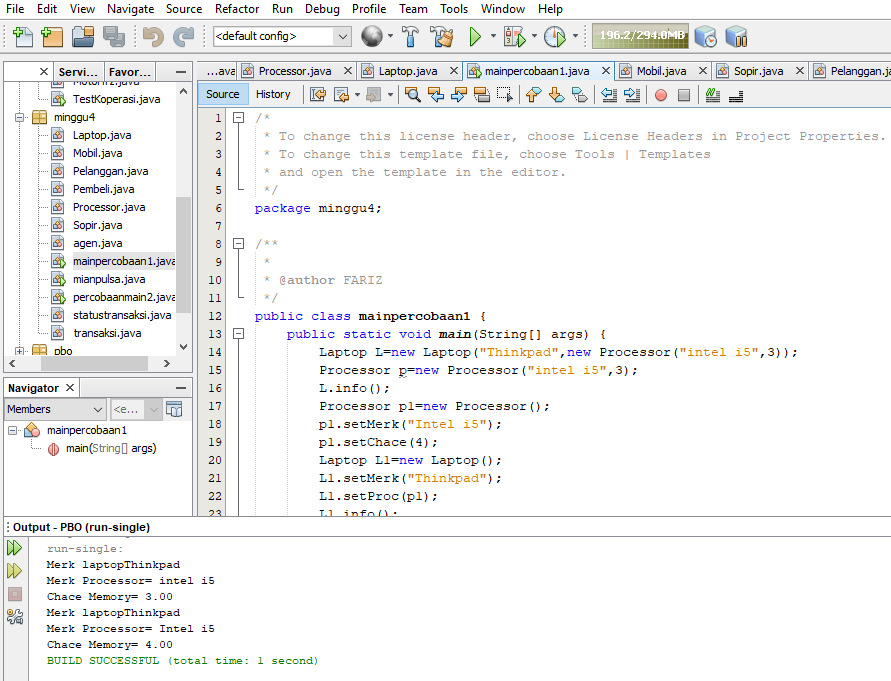 File Edit View Navigate Source Refactor Run Debug Profile Team Tools Window Help
<default config> 196.2/294.0MB
Servi... Favor...
...ava Processor.java Laptop.java mainpercobaan1.java Mobil.java Sopir.java Pelanggan.ja
Source History
Motorini.java
TestKoperasi.java
minggu4
Laptop.java
Mobil.java
Pelanggan.java
Pembeli.java
Processor.java
Sopir.java
agen.java
mainpercobaan1.java
mianpulsa.java
percobaanmain2.java
statustransaksi.java
transaksi.java
pbo
Navigator
Members <e...
mainpercobaan1
main(String[] args)
1 /*
2 * To change this license header, choose License Headers in Project Properties.
3 * To change this template file, choose Tools | Templates
4 * and open the template in the editor.
5 */
6 package minggu4;
7
8 /**
9 *
10 * @author FARIZ
11 */
12 public class mainpercobaan1 {
13 public static void main(String[] args) {
14 Laptop L=new Laptop("Thinkpad",new Processor("intel i5",3));
15 Processor p=new Processor("intel i5",3);
16 L.info();
17 Processor p1=new Processor();
18 p1.setMerk("Intel i5");
19 p1.setChace(4);
20 Laptop L1=new Laptop();
21 L1.setMerk("Thinkpad");
22 L1.setProc(p1);
23 L1.info();
Output - PBO (run-single)
run-single:
Merk laptopThinkpad
Merk Processor= intel i5
Chace Memory= 3.00
Merk laptopThinkpad
Merk Processor= Intel i5
Chace Memory= 4.00
BUILD SUCCESSFUL (total time: 1 second)